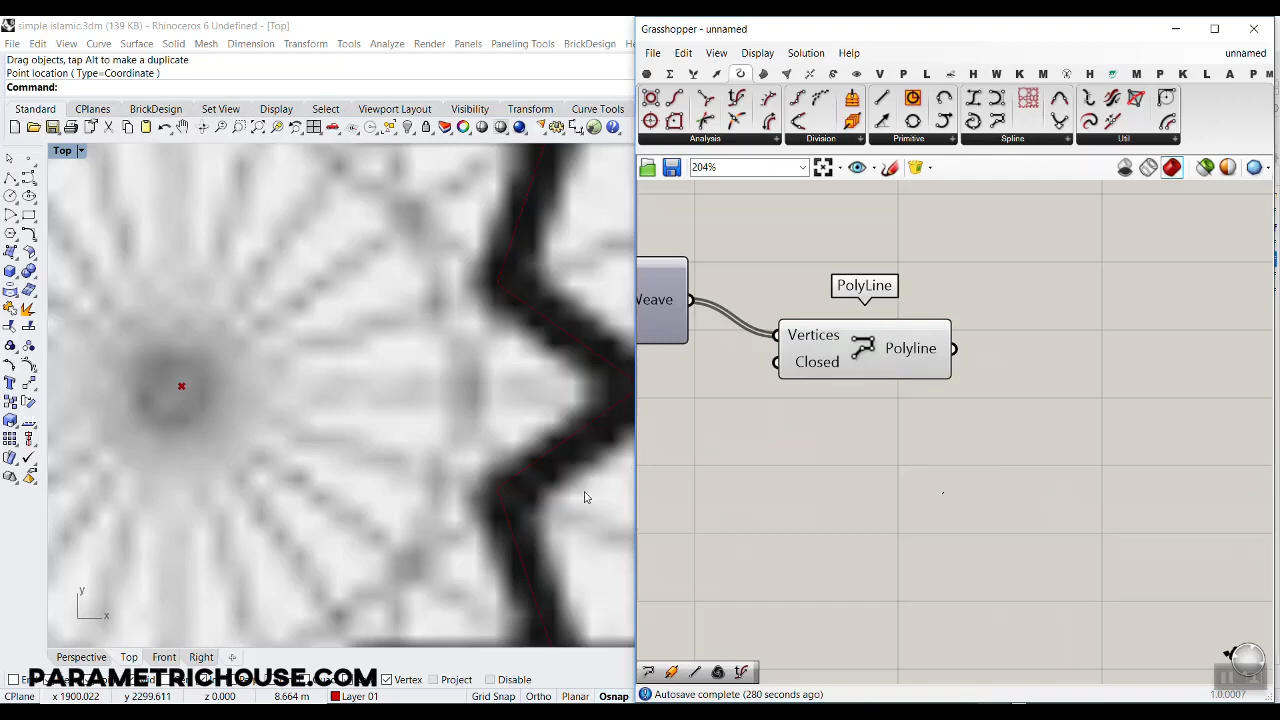 simple islamic.3dm (139 KB) - Rhinoceros 6 Undefined - [Top]
File Edit View Curve Surface Solid Mesh Dimension Transform Tools Analyze Render Panels Paneling Tools BrickDesign
Drag objects, tap Alt to make a duplicate
Point location ( Type=Coordinate )
Command:
Standard CPlanes BrickDesign SetView Display Select Viewport Layout Visibility Transform Curve Tools
Top
y
x
Perspective Top Front Right
PARAMETRICHOUSE.COM
Vertex Project Disable
CPlane x 1900.022 y 2299.611 z 0.000 8.664 m Layer 01 Grid Snap Ortho Planar Osnap
Grasshopper - unnamed
File Edit View Display Solution Help unnamed
V P L H W K M H M P K L A P M
Analysis Division Primitive Spline Util
204%
Weave
PolyLine
Vertices
Closed
Polyline
Autosave complete (280 seconds ago)
1.0.0007